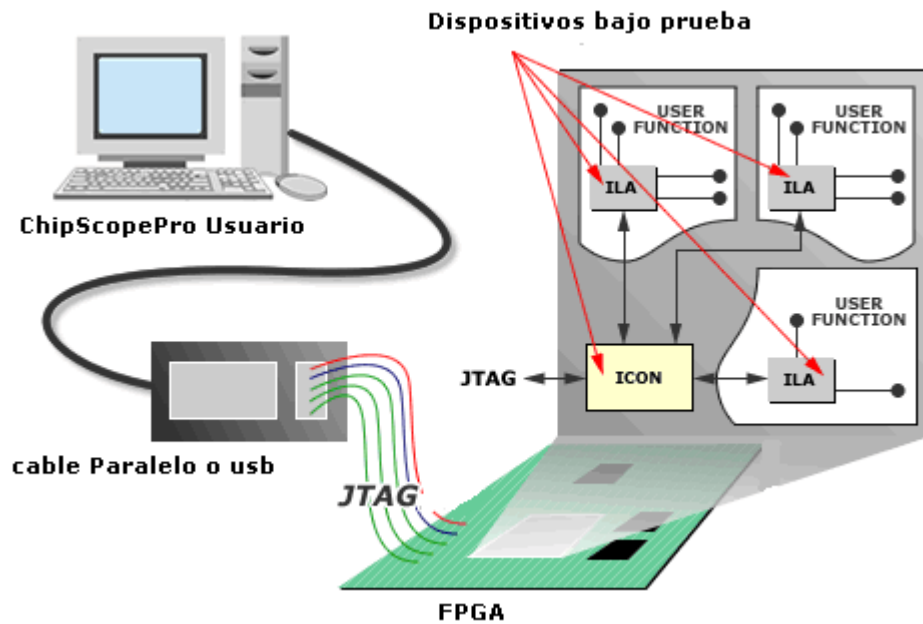 Dispositivos bajo prueba
USER
FUNCTION
ILA
USER
FUNCTION
ILA
ChipScopePro Usuario
USER
FUNCTION
ILA
JTAG
ICON
cable Paralelo o usb
JTAG
FPGA